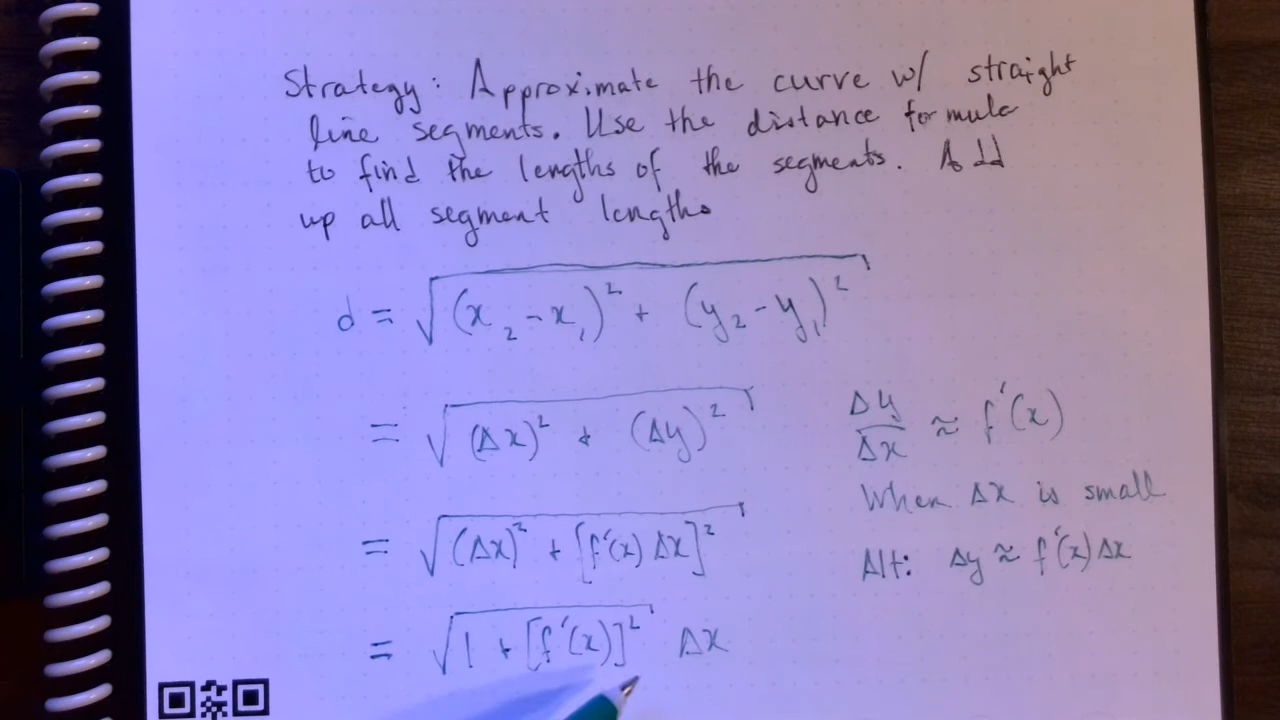 Strategy: Approximate the curve w/ straight
line segments. Use the distance formula
to find the lengths of the segments. Add
up all segment lengths
d = √((x₂ - x₁)² + (y₂ - y₁)²)
= √((Δx)² + (Δy)²)
Δy/Δx ≈ f'(x)
When Δx is small
= √((Δx)² + [f'(x) Δx]²)
Alt: Δy ≈ f'(x) Δx
= √(1 + [f'(x)]²) Δx